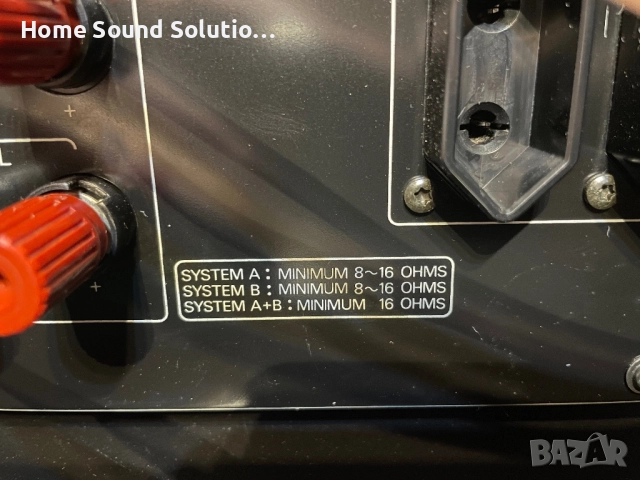 Home Sound Solutio...
+
+
SYSTEM A : MINIMUM 8~16 OHMS
SYSTEM B : MINIMUM 8~16 OHMS
SYSTEM A+B : MINIMUM 16 OHMS
BAZAR